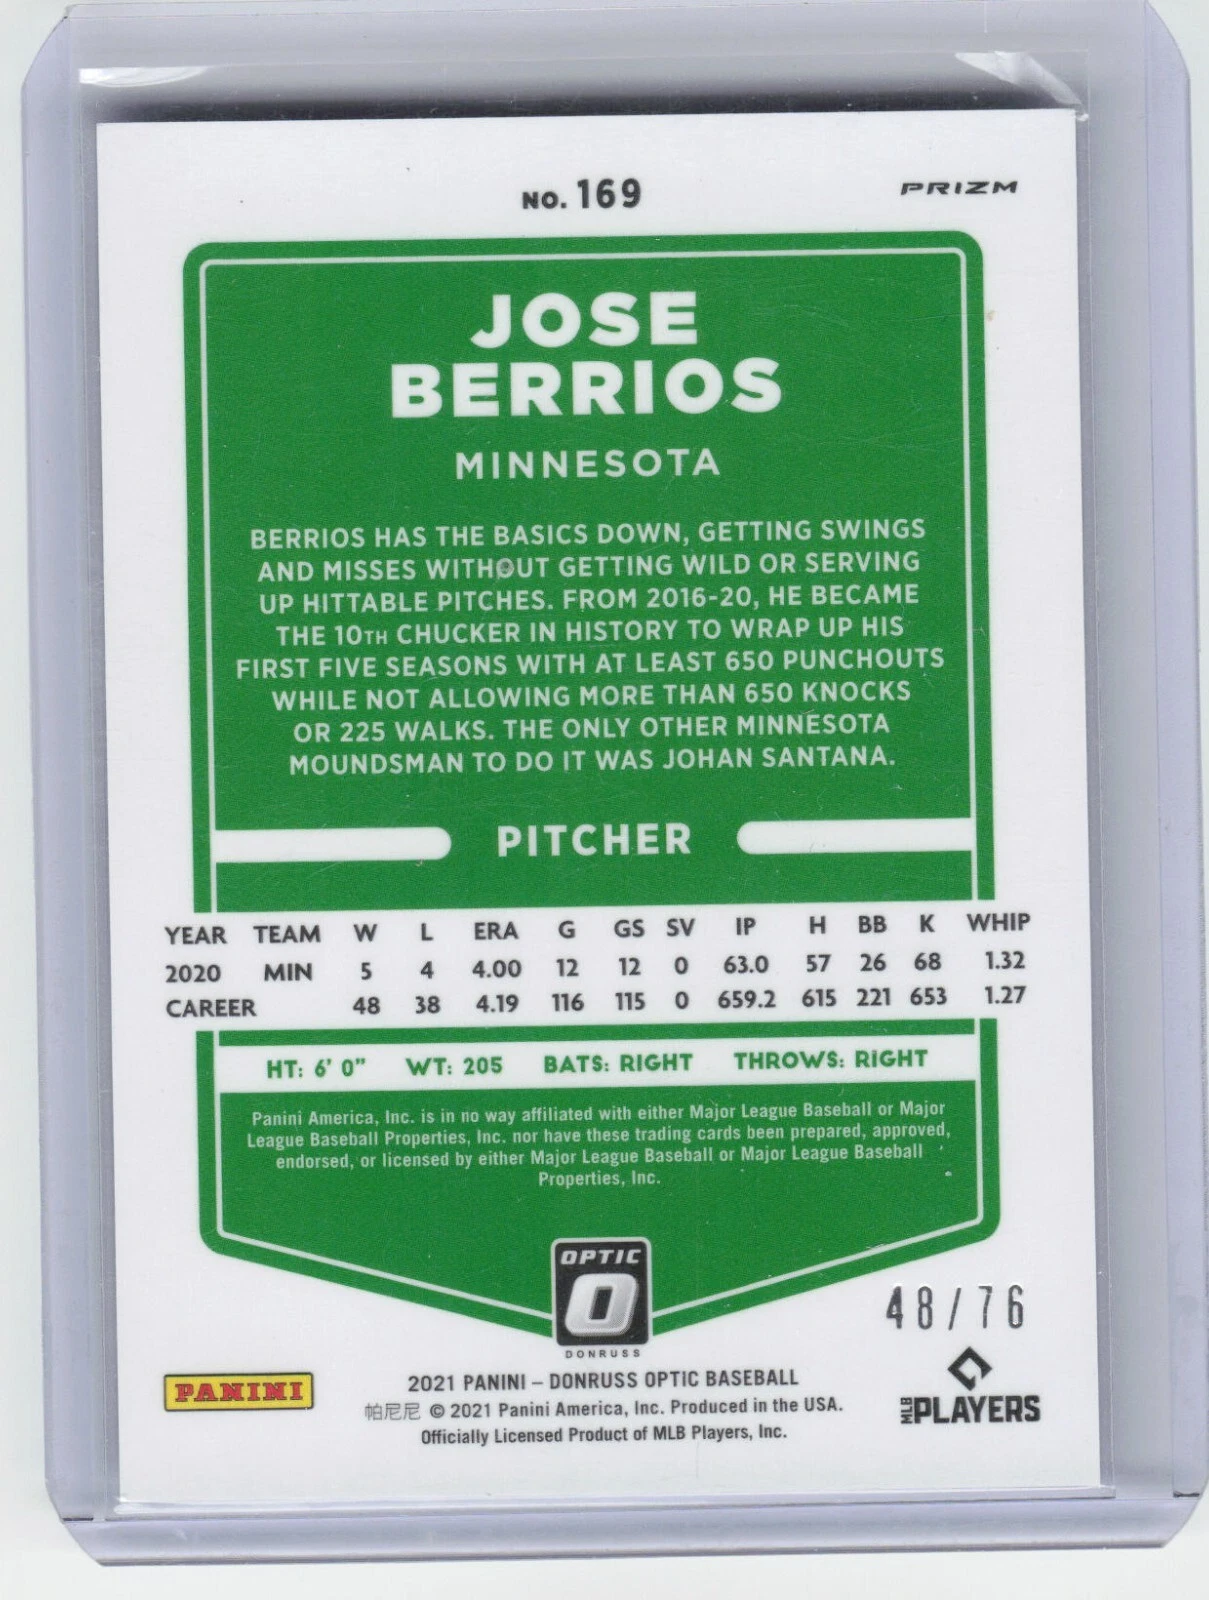 NO. 169
PRIZM
JOSE
BERRIOS
MINNESOTA
BERRIOS HAS THE BASICS DOWN, GETTING SWINGS
AND MISSES WITHOUT GETTING WILD OR SERVING
UP HITTABLE PITCHES. FROM 2016-20, HE BECAME
THE 10TH CHUCKER IN HISTORY TO WRAP UP HIS
FIRST FIVE SEASONS WITH AT LEAST 650 PUNCHOUTS
WHILE NOT ALLOWING MORE THAN 650 KNOCKS
OR 225 WALKS. THE ONLY OTHER MINNESOTA
MOUNDSMAN TO DO IT WAS JOHAN SANTANA.
PITCHER
YEAR TEAM W L ERA G GS SV IP H BB K WHIP
2020 MIN 5 4 4.00 12 12 0 63.0 57 26 68 1.32
CAREER 48 38 4.19 116 115 0 659.2 615 221 653 1.27
HT: 6' 0" WT: 205 BATS: RIGHT THROWS: RIGHT
Panini America, Inc. is in no way affiliated with either Major League Baseball or Major
League Baseball Properties, Inc. nor have these trading cards been prepared, approved,
endorsed, or licensed by either Major League Baseball or Major League Baseball
Properties, Inc.
OPTIC
O
DONRUSS
48/76
PANINI
2021 PANINI – DONRUSS OPTIC BASEBALL
帕尼尼 © 2021 Panini America, Inc. Produced in the USA.
Officially Licensed Product of MLB Players, Inc.
MLB PLAYERS